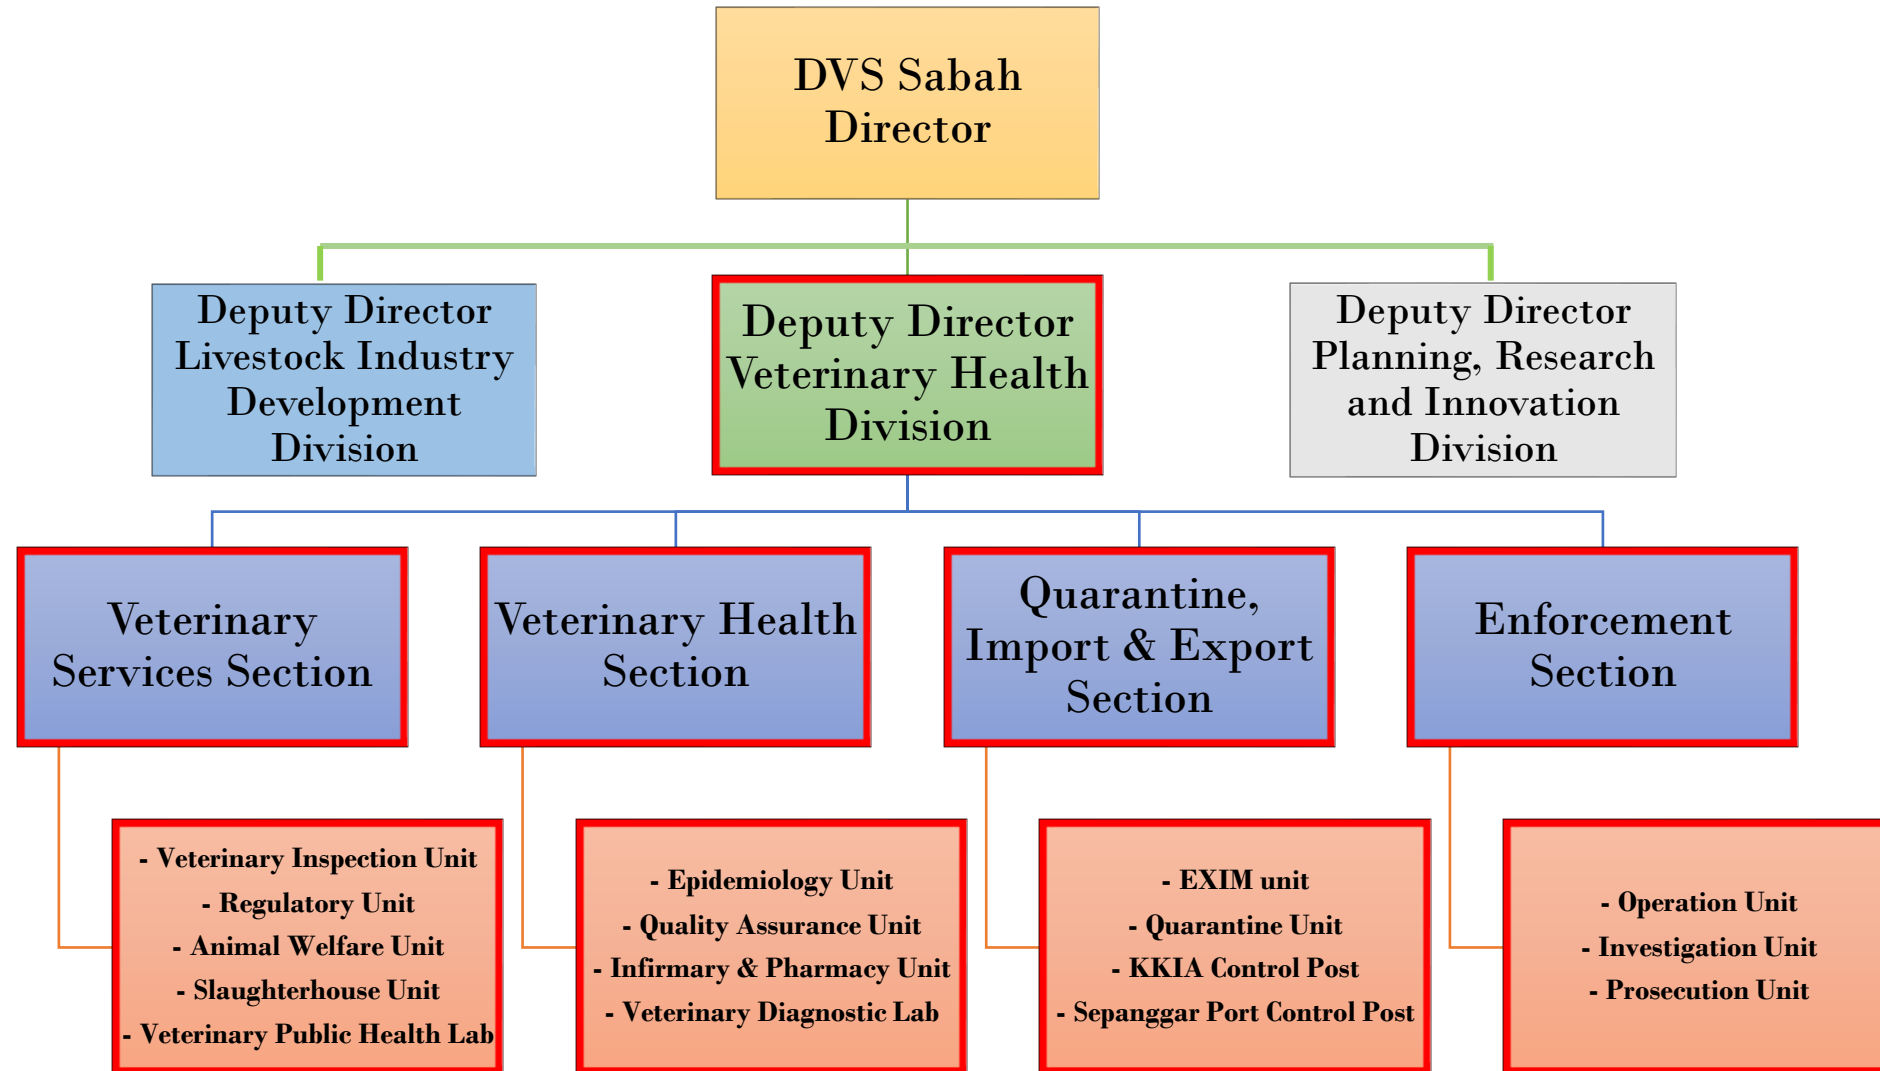 DVS Sabah
Director
Deputy Director
Livestock Industry
Development
Division
Deputy Director
Veterinary Health
Division
Deputy Director
Planning, Research
and Innovation
Division
Veterinary
Services Section
Veterinary Health
Section
Quarantine,
Import & Export
Section
Enforcement
Section
- Veterinary Inspection Unit
- Regulatory Unit
- Animal Welfare Unit
- Slaughterhouse Unit
- Veterinary Public Health Lab
- Epidemiology Unit
- Quality Assurance Unit
- Infirmary & Pharmacy Unit
- Veterinary Diagnostic Lab
- EXIM unit
- Quarantine Unit
- KKIA Control Post
- Sepanggar Port Control Post
- Operation Unit
- Investigation Unit
- Prosecution Unit